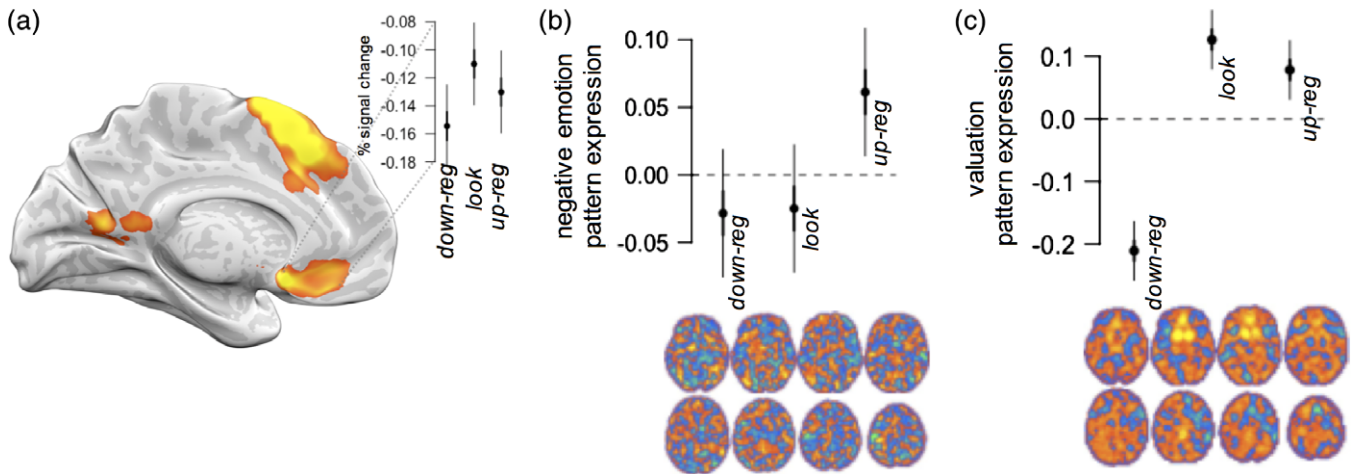 (a)
-0.08
-0.10
-0.12
-0.14
-0.16
-0.18
% signal change
down-reg
look
up-reg
(b)
0.10
0.05
0.00
-0.05
negative emotion
pattern expression
down-reg
look
up-reg
(c)
0.1
0.0
-0.1
-0.2
valuation
pattern expression
down-reg
look
up-reg